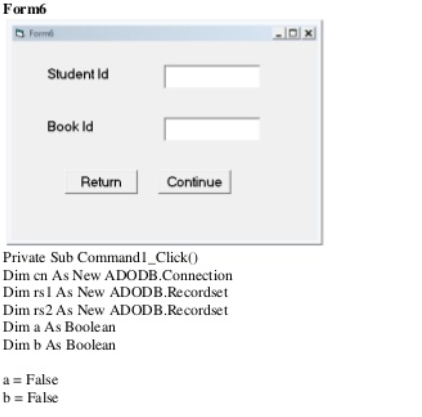 Form6
Form6
Student Id
Book Id
Return Continue
Private Sub Command1_Click()
Dim cn As New ADODB.Connection
Dim rs1 As New ADODB.Recordset
Dim rs2 As New ADODB.Recordset
Dim a As Boolean
Dim b As Boolean
a = False
b = False